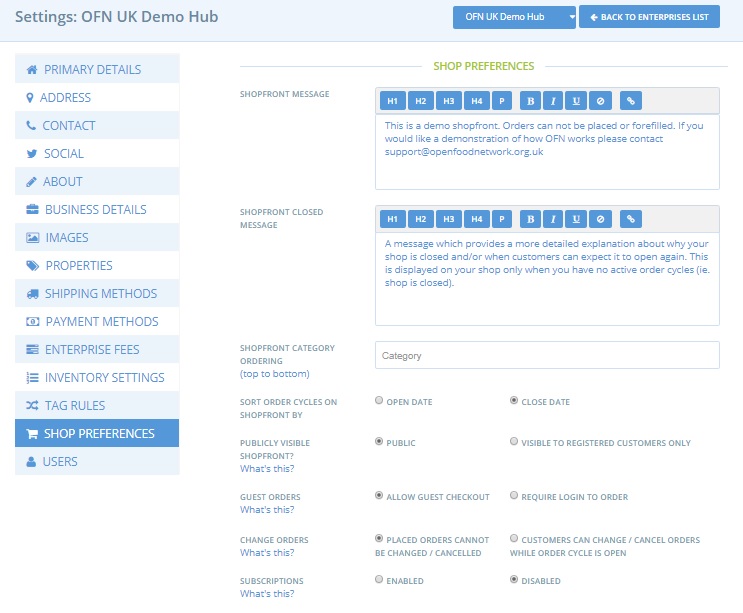 Settings: OFN UK Demo Hub
OFN UK Demo Hub
BACK TO ENTERPRISES LIST
PRIMARY DETAILS
ADDRESS
CONTACT
SOCIAL
ABOUT
BUSINESS DETAILS
IMAGES
PROPERTIES
SHIPPING METHODS
PAYMENT METHODS
ENTERPRISE FEES
INVENTORY SETTINGS
TAG RULES
SHOP PREFERENCES
USERS
SHOP PREFERENCES
SHOPFRONT MESSAGE
H1 H2 H3 H4 P B I U
This is a demo shopfront. Orders can not be placed or forefilled. If you
would like a demonstration of how OFN works please contact
support@openfoodnetwork.org.uk
SHOPFRONT CLOSED
MESSAGE
H1 H2 H3 H4 P B I U
A message which provides a more detailed explanation about why your
shop is closed and/or when customers can expect it to open again. This
is displayed on your shop only when you have no active order cycles (ie.
shop is closed).
SHOPFRONT CATEGORY
ORDERING
(top to bottom)
Category
SORT ORDER CYCLES ON
SHOPFRONT BY
OPEN DATE
CLOSE DATE
PUBLICLY VISIBLE
SHOPFRONT?
What's this?
PUBLIC
VISIBLE TO REGISTERED CUSTOMERS ONLY
GUEST ORDERS
What's this?
ALLOW GUEST CHECKOUT
REQUIRE LOGIN TO ORDER
CHANGE ORDERS
What's this?
PLACED ORDERS CANNOT
BE CHANGED / CANCELLED
CUSTOMERS CAN CHANGE / CANCEL ORDERS
WHILE ORDER CYCLE IS OPEN
SUBSCRIPTIONS
What's this?
ENABLED
DISABLED